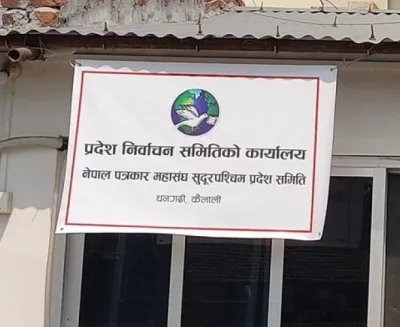 प्रदेश निर्वाचन समितिको कार्यालय
नेपाल पत्रकार महासंघ सुदूरपश्चिम प्रदेश समिति
धनगढी, कैलाली